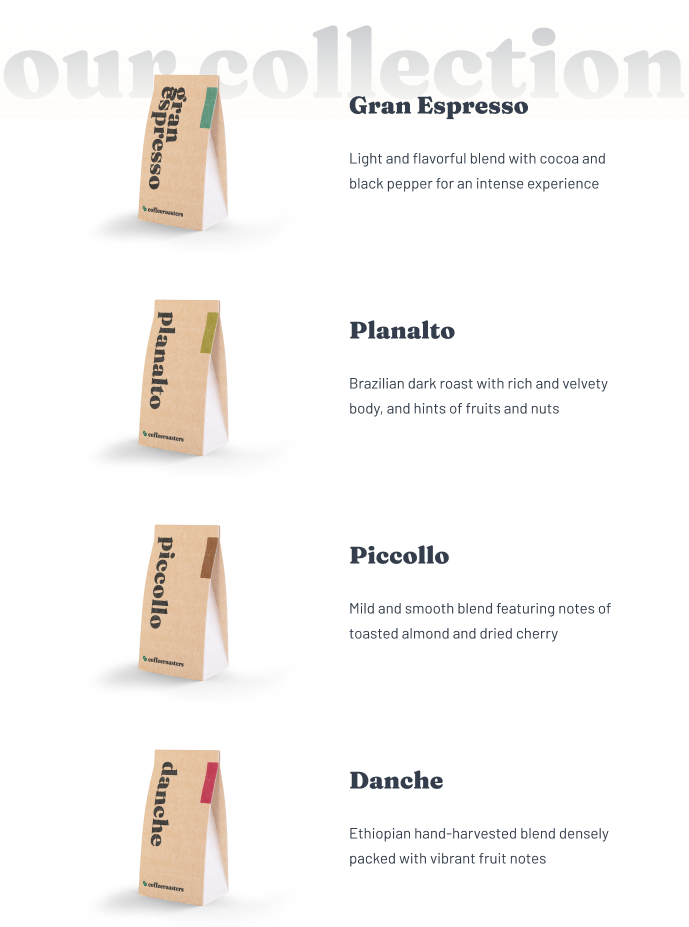 our collection
gran
espresso
coffeeroasters
Gran Espresso
Light and flavorful blend with cocoa and
black pepper for an intense experience
planalto
coffeeroasters
Planalto
Brazilian dark roast with rich and velvety
body, and hints of fruits and nuts
piccollo
coffeeroasters
Piccollo
Mild and smooth blend featuring notes of
toasted almond and dried cherry
danche
coffeeroasters
Danche
Ethiopian hand-harvested blend densely
packed with vibrant fruit notes